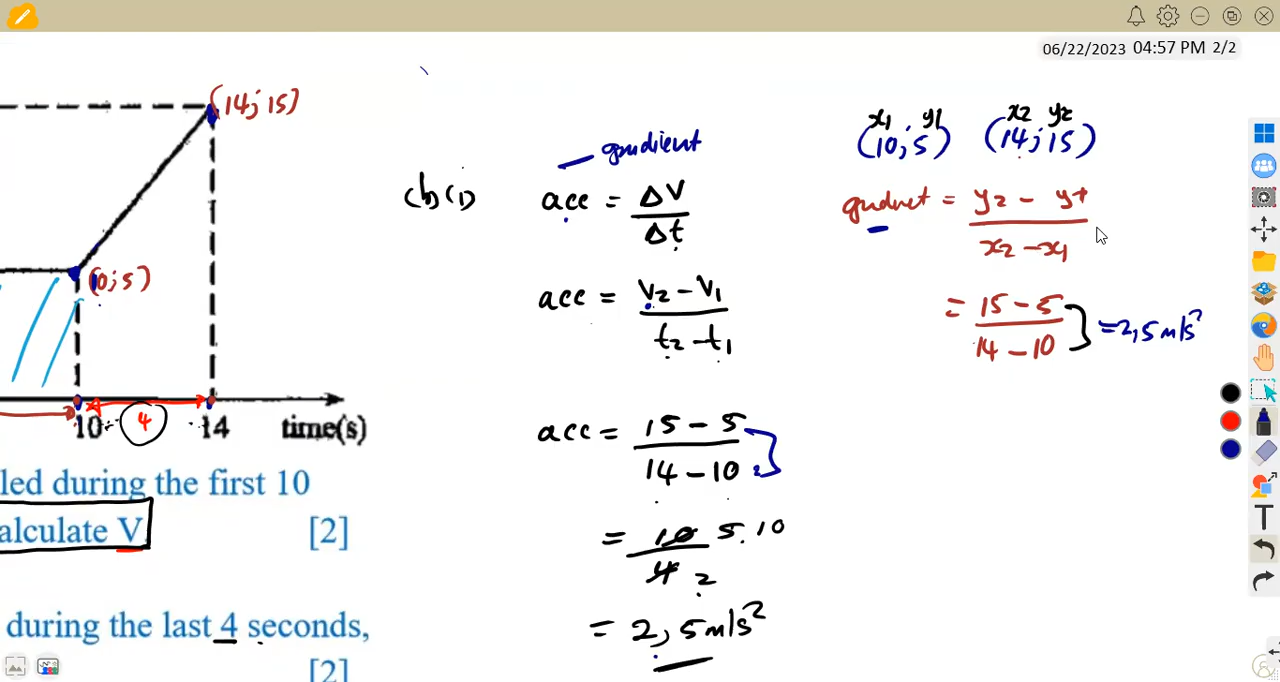 06/22/2023 04:57 PM 2/2
(14; 15)
(10; 5)
10
4
14
time(s)
led during the first 10
alculate V [2]
during the last 4 seconds,
[2]
(b) (i)
gradient
acc = ΔV / Δt
acc = V2 - V1 / t2 - t1
acc = 15 - 5 / 14 - 10
= 10 5.10 / 4 2
= 2,5 m/s²
x1 y1 x2 y2
(10; 5) (14; 15)
gradient = y2 - y1 / x2 - x1
= 15 - 5 / 14 - 10 = 2,5 m/s²
T